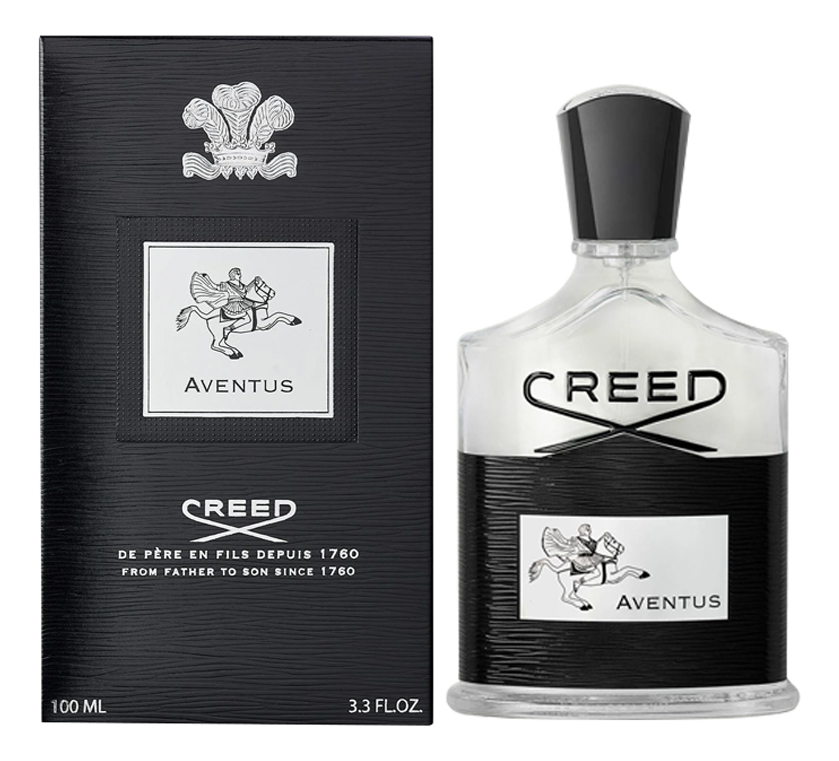 AVENTUS
CREED
DE PÈRE EN FILS DEPUIS 1760
FROM FATHER TO SON SINCE 1760
100 ML
3.3 FL.OZ.
CREED
AVENTUS